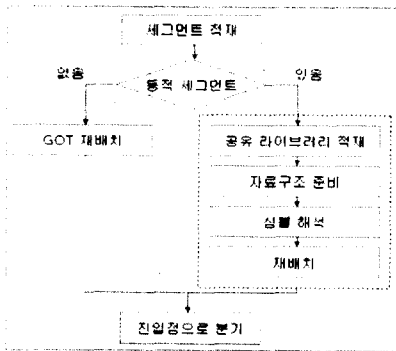 세그먼트 적재
없음
동적 세그먼트
있음
GOT 재배치
공유 라이브러리 적재
자료구조 준비
심볼 해석
재배치
진입점으로 분기